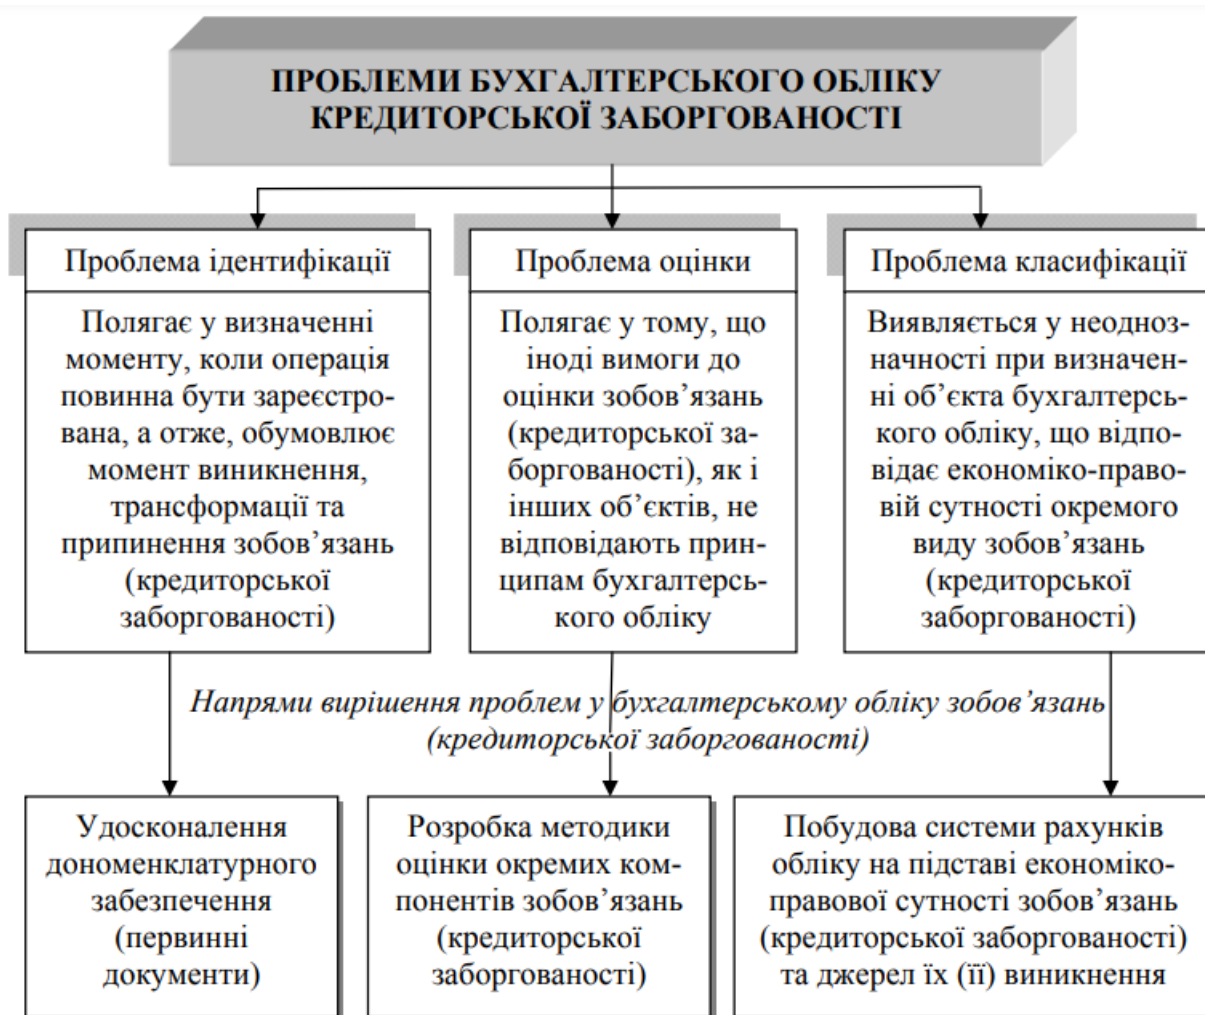 ПРОБЛЕМИ БУХГАЛТЕРСЬКОГО ОБЛІКУ
КРЕДИТОРСЬКОЇ ЗАБОРГОВАНОСТІ
Проблема ідентифікації
Полягає у визначенні
моменту, коли операція
повинна бути зареєстро-
вана, а отже, обумовлює
момент виникнення,
трансформації та
припинення зобов’язань
(кредиторської
заборгованості)
Проблема оцінки
Полягає у тому, що
іноді вимоги до
оцінки зобов’язань
(кредиторської за-
боргованості), як і
інших об’єктів, не
відповідають прин-
ципам бухгалтерсь-
кого обліку
Проблема класифікації
Виявляється у неодноз-
начності при визначен-
ні об’єкта бухгалтерсь-
кого обліку, що відпо-
відає економіко-право-
вій сутності окремого
виду зобов’язань
(кредиторської
заборгованості)
Напрями вирішення проблем у бухгалтерському обліку зобов’язань
(кредиторської заборгованості)
Удосконалення
дономенклатурного
забезпечення
(первинні
документи)
Розробка методики
оцінки окремих ком-
понентів зобов’язань
(кредиторської
заборгованості)
Побудова системи рахунків
обліку на підставі економіко-
правової сутності зобов’язань
(кредиторської заборгованості)
та джерел їх (її) виникнення